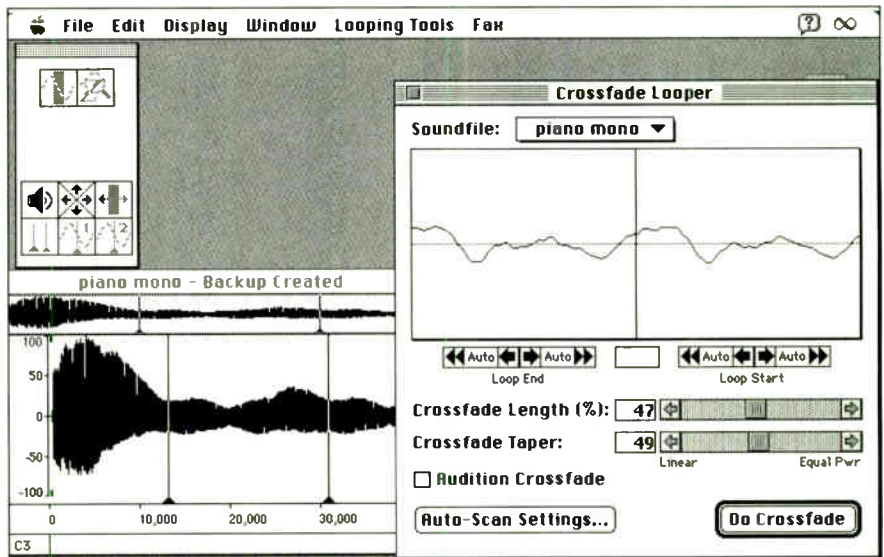 File Edit Display Window Looping Tools Fax
1 2
piano mono - Backup Created
100
50
0
-50
-100
0 10,000 20,000 30,000
C3
Crossfade Looper
Soundfile: piano mono
Auto Auto Auto Auto
Loop End Loop Start
Crossfade Length (%): 47
Crossfade Taper: 49
Linear Equal Pwr
Audition Crossfade
Auto-Scan Settings... Do Crossfade